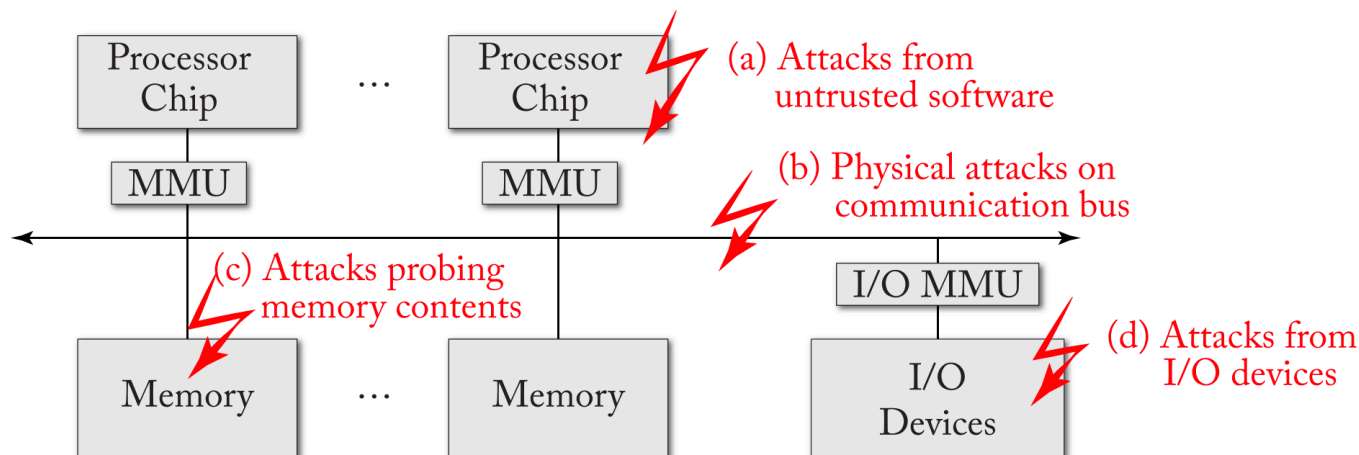 Processor
Chip
...
Processor
Chip
(a) Attacks from
untrusted software
MMU
MMU
(b) Physical attacks on
communication bus
(c) Attacks probing
memory contents
I/O MMU
Memory
...
Memory
I/O
Devices
(d) Attacks from
I/O devices